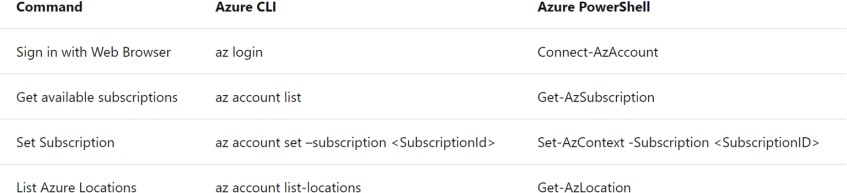 Command Azure CLI Azure PowerShell
Sign in with Web Browser az login Connect-AzAccount
Get available subscriptions az account list Get-AzSubscription
Set Subscription az account set –subscription <SubscriptionId> Set-AzContext -Subscription <SubscriptionID>
List Azure Locations az account list-locations Get-AzLocation